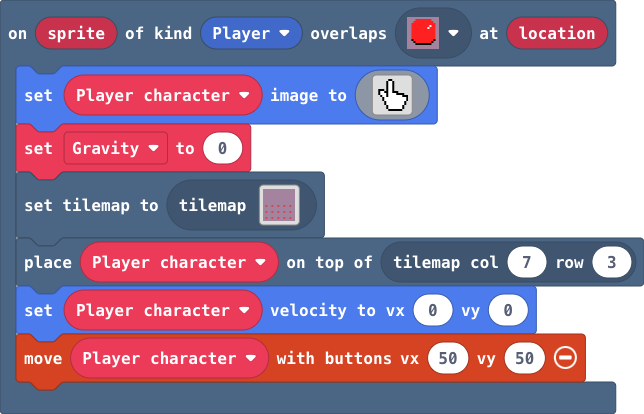 on sprite of kind Player overlaps at location
set Player character image to
set Gravity to 0
set tilemap to tilemap
place Player character on top of tilemap col 7 row 3
set Player character velocity to vx 0 vy 0
move Player character with buttons vx 50 vy 50